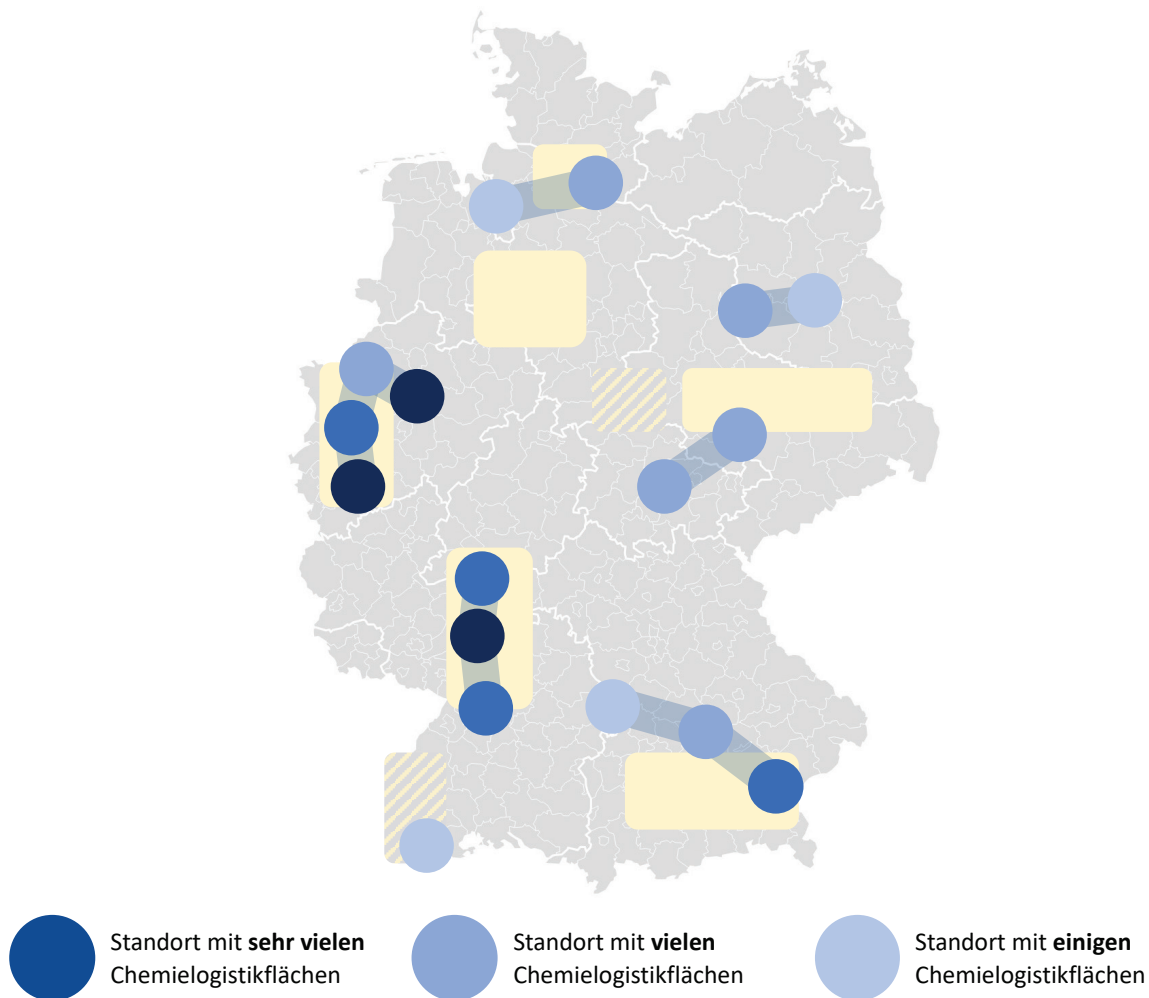 Standort mit sehr vielen
Chemielogistikflächen
Standort mit vielen
Chemielogistikflächen
Standort mit einigen
Chemielogistikflächen